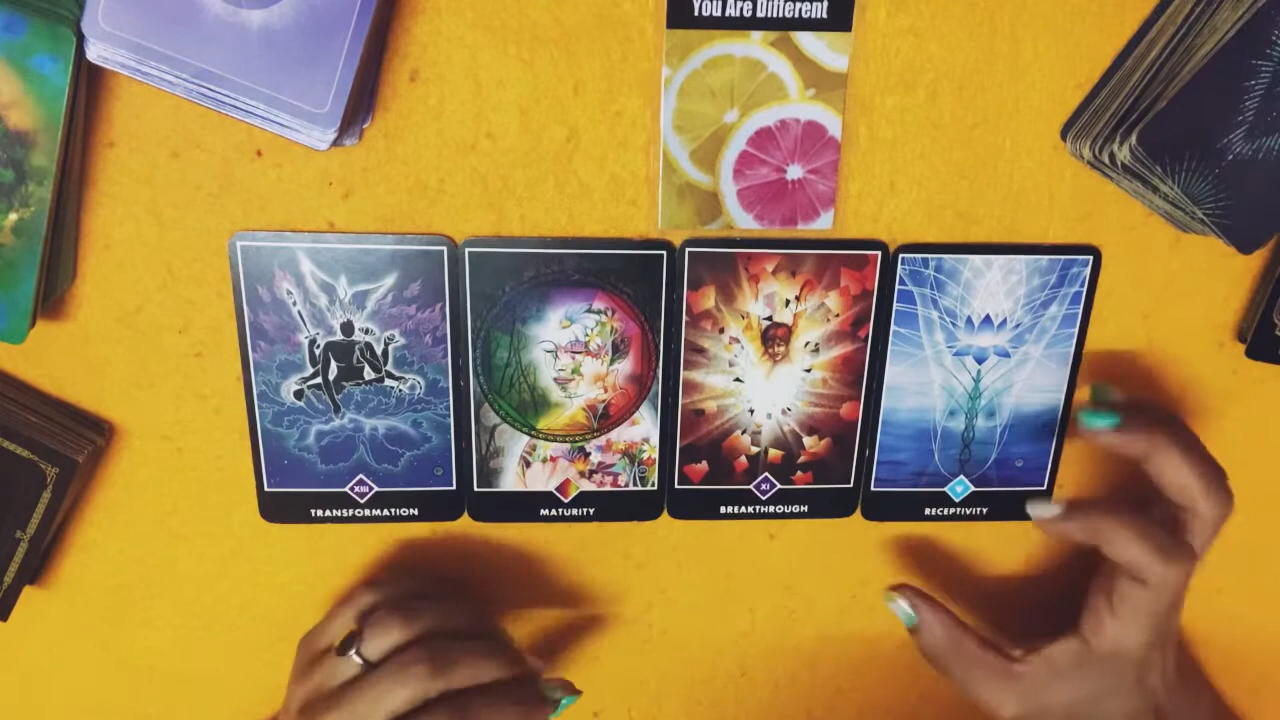 You Are Different
XIII
TRANSFORMATION
MATURITY
XI
BREAKTHROUGH
RECEPTIVITY